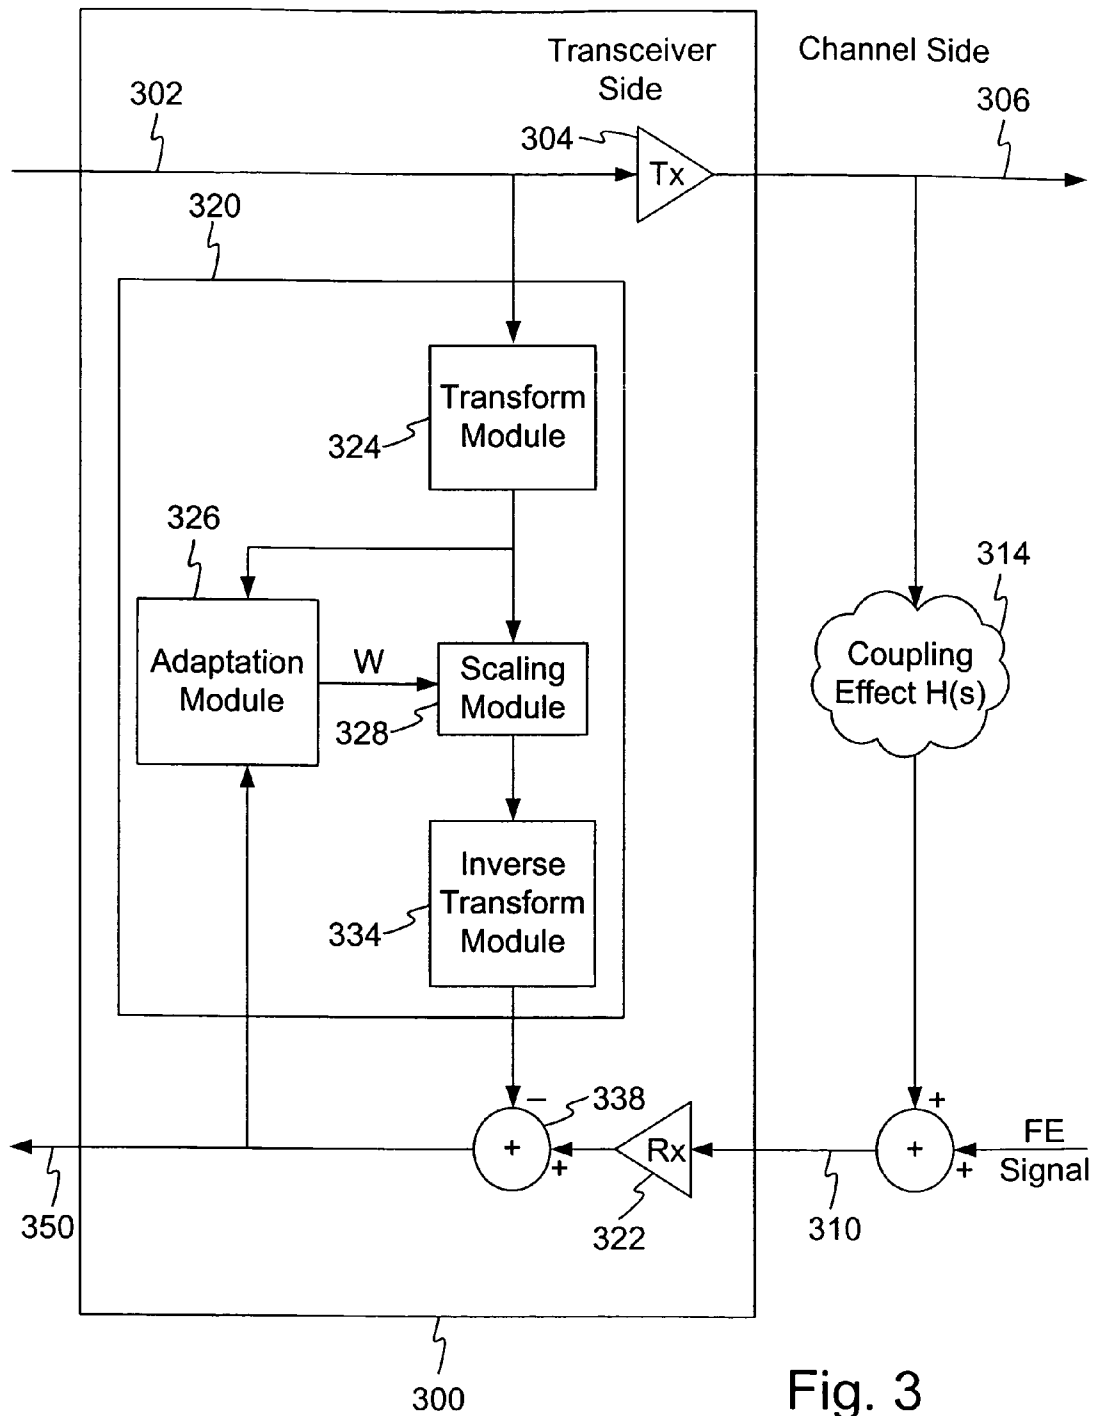 Transceiver
Side
Channel Side
302
304
306
Tx
320
Transform
Module
324
326
314
Adaptation
Module
W
Scaling
Module
328
Coupling
Effect H(s)
Inverse
Transform
Module
334
−
338
+
+
+
Rx
+
+
FE
Signal
350
322
310
300
Fig. 3